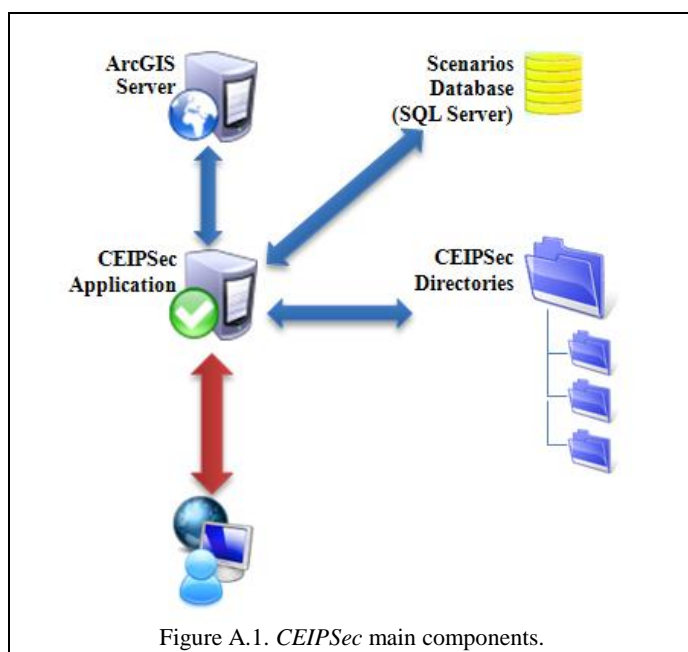 ArcGIS
Server
Scenarios
Database
(SQL Server)
CEIPSec
Application
CEIPSec
Directories
Figure A.1. CEIPSec main components.